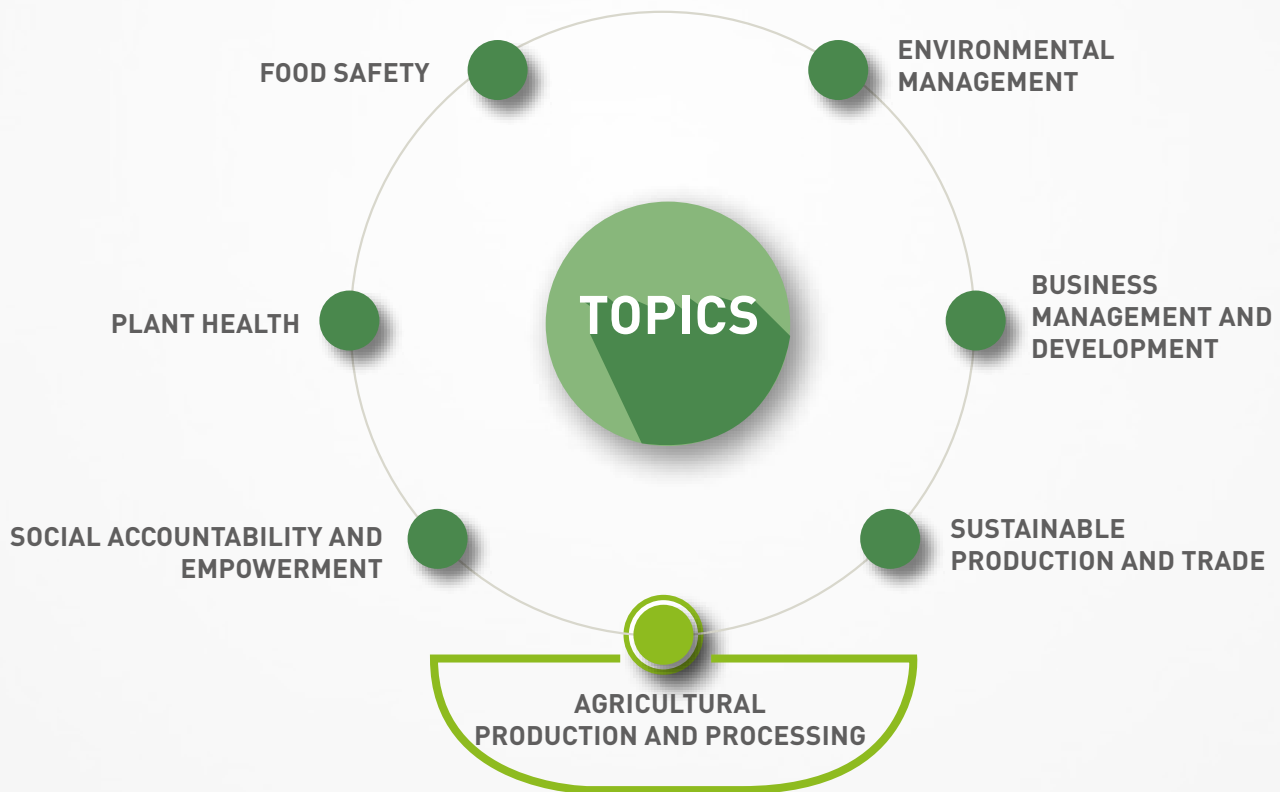 FOOD SAFETY
ENVIRONMENTAL
MANAGEMENT
TOPICS
PLANT HEALTH
BUSINESS
MANAGEMENT AND
DEVELOPMENT
SOCIAL ACCOUNTABILITY AND
EMPOWERMENT
SUSTAINABLE
PRODUCTION AND TRADE
AGRICULTURAL
PRODUCTION AND PROCESSING